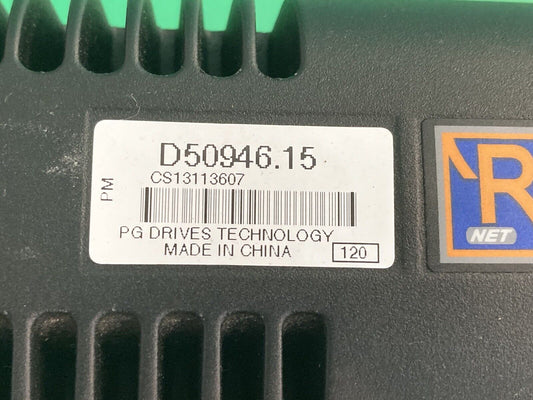 D50946.15
CS13113607
PM
PG DRIVES TECHNOLOGY
MADE IN CHINA
120
R
NET